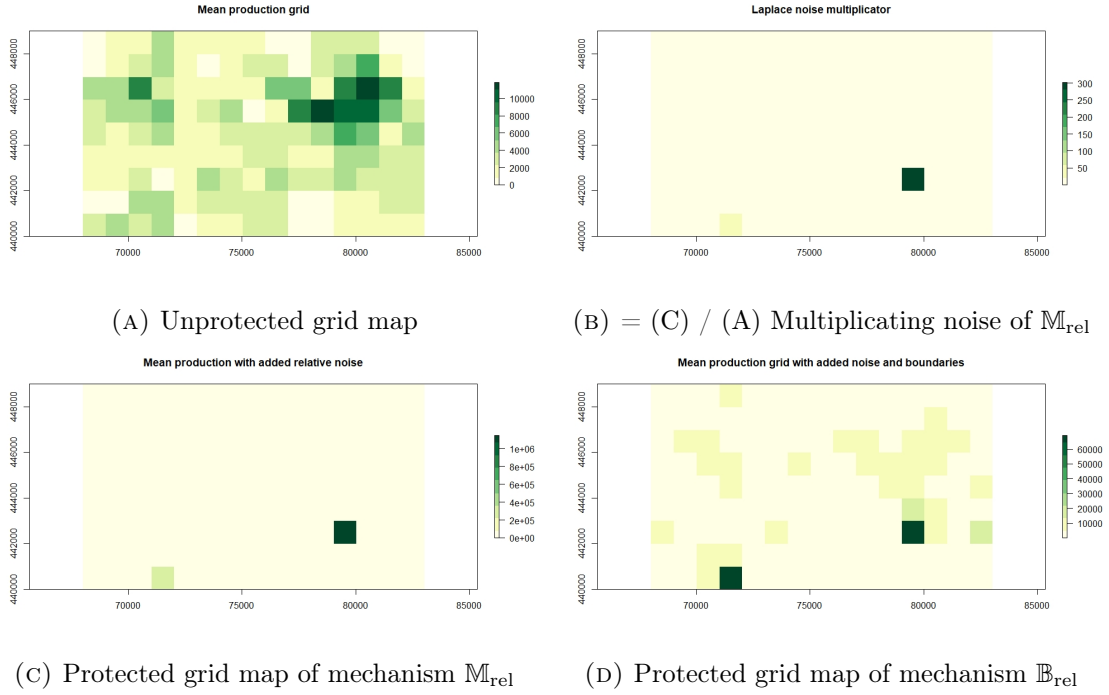 Mean production grid
448000
446000
444000
442000
440000
70000 75000 80000 85000
10000
8000
6000
4000
2000
0
(A) Unprotected grid map
Laplace noise multiplicator
448000
446000
444000
442000
440000
70000 75000 80000 85000
300
250
200
150
100
50
(B) = (C) / (A) Multiplicating noise of 𝕄rel
Mean production with added relative noise
448000
446000
444000
442000
440000
70000 75000 80000 85000
1e+06
8e+05
6e+05
4e+05
2e+05
0e+00
(C) Protected grid map of mechanism 𝕄rel
Mean production grid with added noise and boundaries
448000
446000
444000
442000
440000
70000 75000 80000 85000
60000
50000
40000
30000
20000
10000
(D) Protected grid map of mechanism 𝔹rel